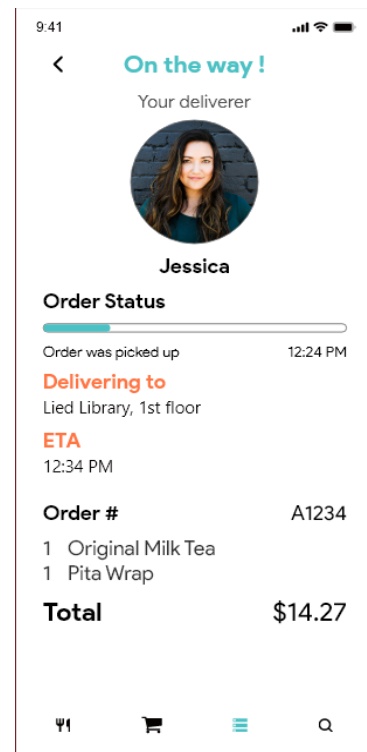 9:41
On the way !
Your deliverer
Jessica
Order Status
Order was picked up 12:24 PM
Delivering to
Lied Library, 1st floor
ETA
12:34 PM
Order # A1234
1 Original Milk Tea
1 Pita Wrap
Total $14.27